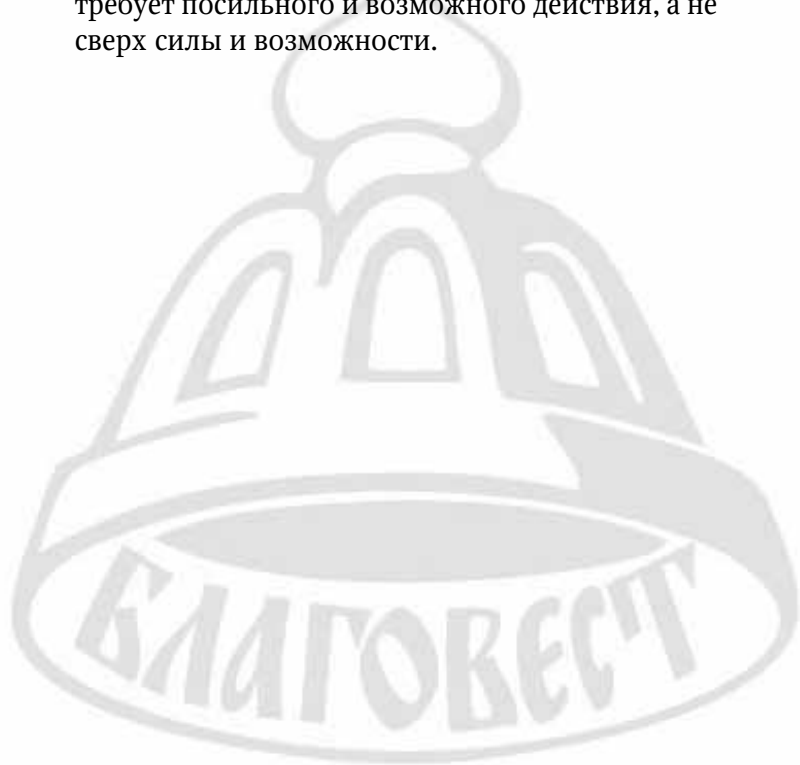 требует посильного и возможного действия, а не
сверх силы и возможности.
БЛАГОВЕСТ